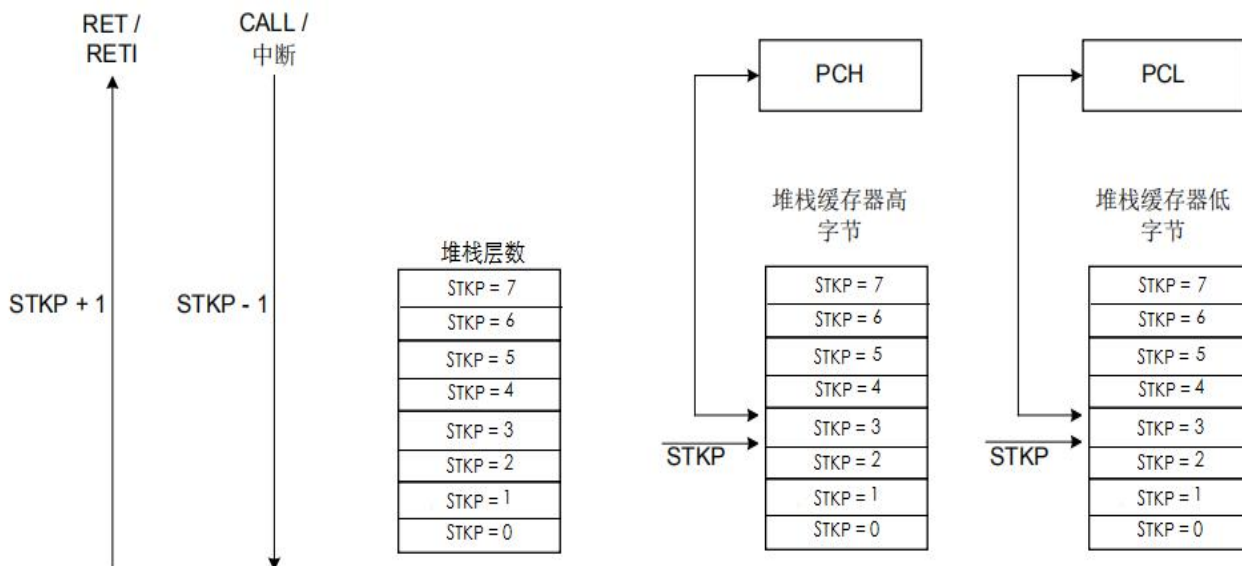 RET /
RETI
CALL /
中断
STKP + 1
STKP - 1
堆栈层数
STKP = 7
STKP = 6
STKP = 5
STKP = 4
STKP = 3
STKP = 2
STKP = 1
STKP = 0
PCH
堆栈缓存器高
字节
STKP = 7
STKP = 6
STKP = 5
STKP = 4
STKP = 3
STKP = 2
STKP = 1
STKP = 0
STKP
PCL
堆栈缓存器低
字节
STKP = 7
STKP = 6
STKP = 5
STKP = 4
STKP = 3
STKP = 2
STKP = 1
STKP = 0
STKP